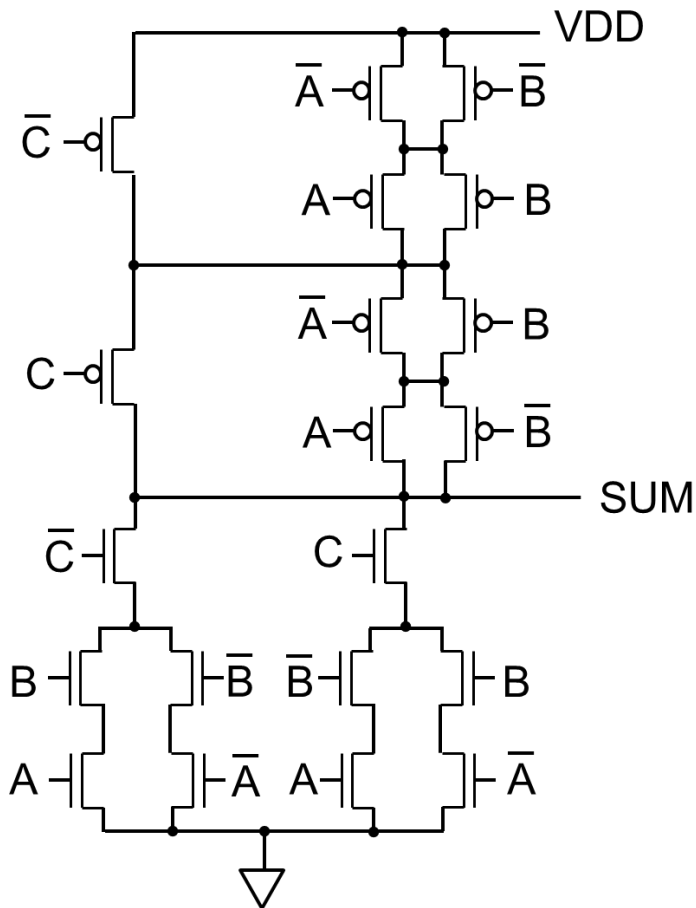 VDD
A̅ B̅
C̅
A B
A̅ B
C
A B̅
SUM
C̅ C
B B̅ B̅ B
A A̅ A A̅